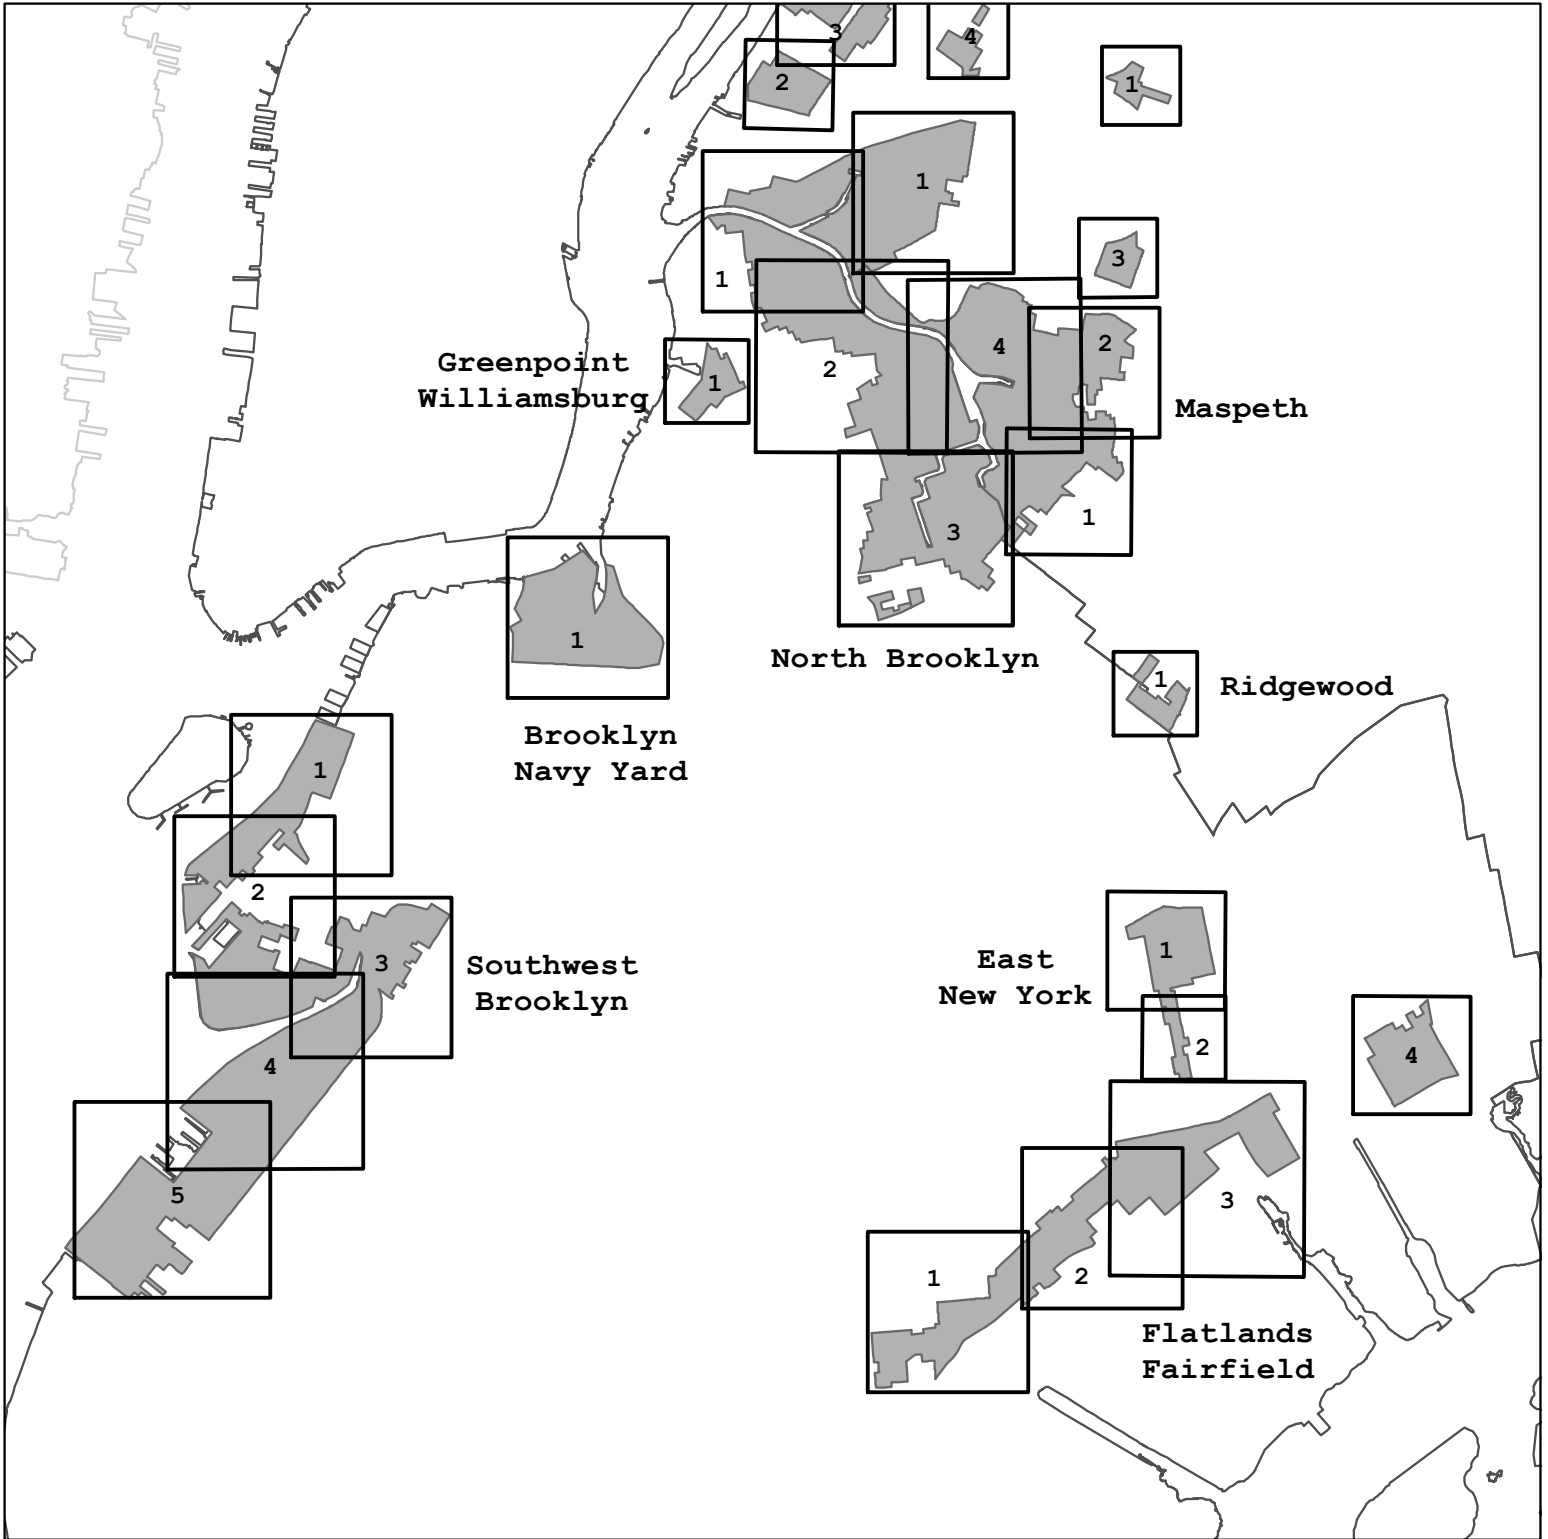 3
4
2
1
1
1
3
Greenpoint
Williamsburg
1
2
4
2
Maspeth
3
1
North Brooklyn
1
Brooklyn
Navy Yard
1
Ridgewood
1
2
3
Southwest
Brooklyn
4
5
East
New York
1
2
4
3
2
1
Flatlands
Fairfield